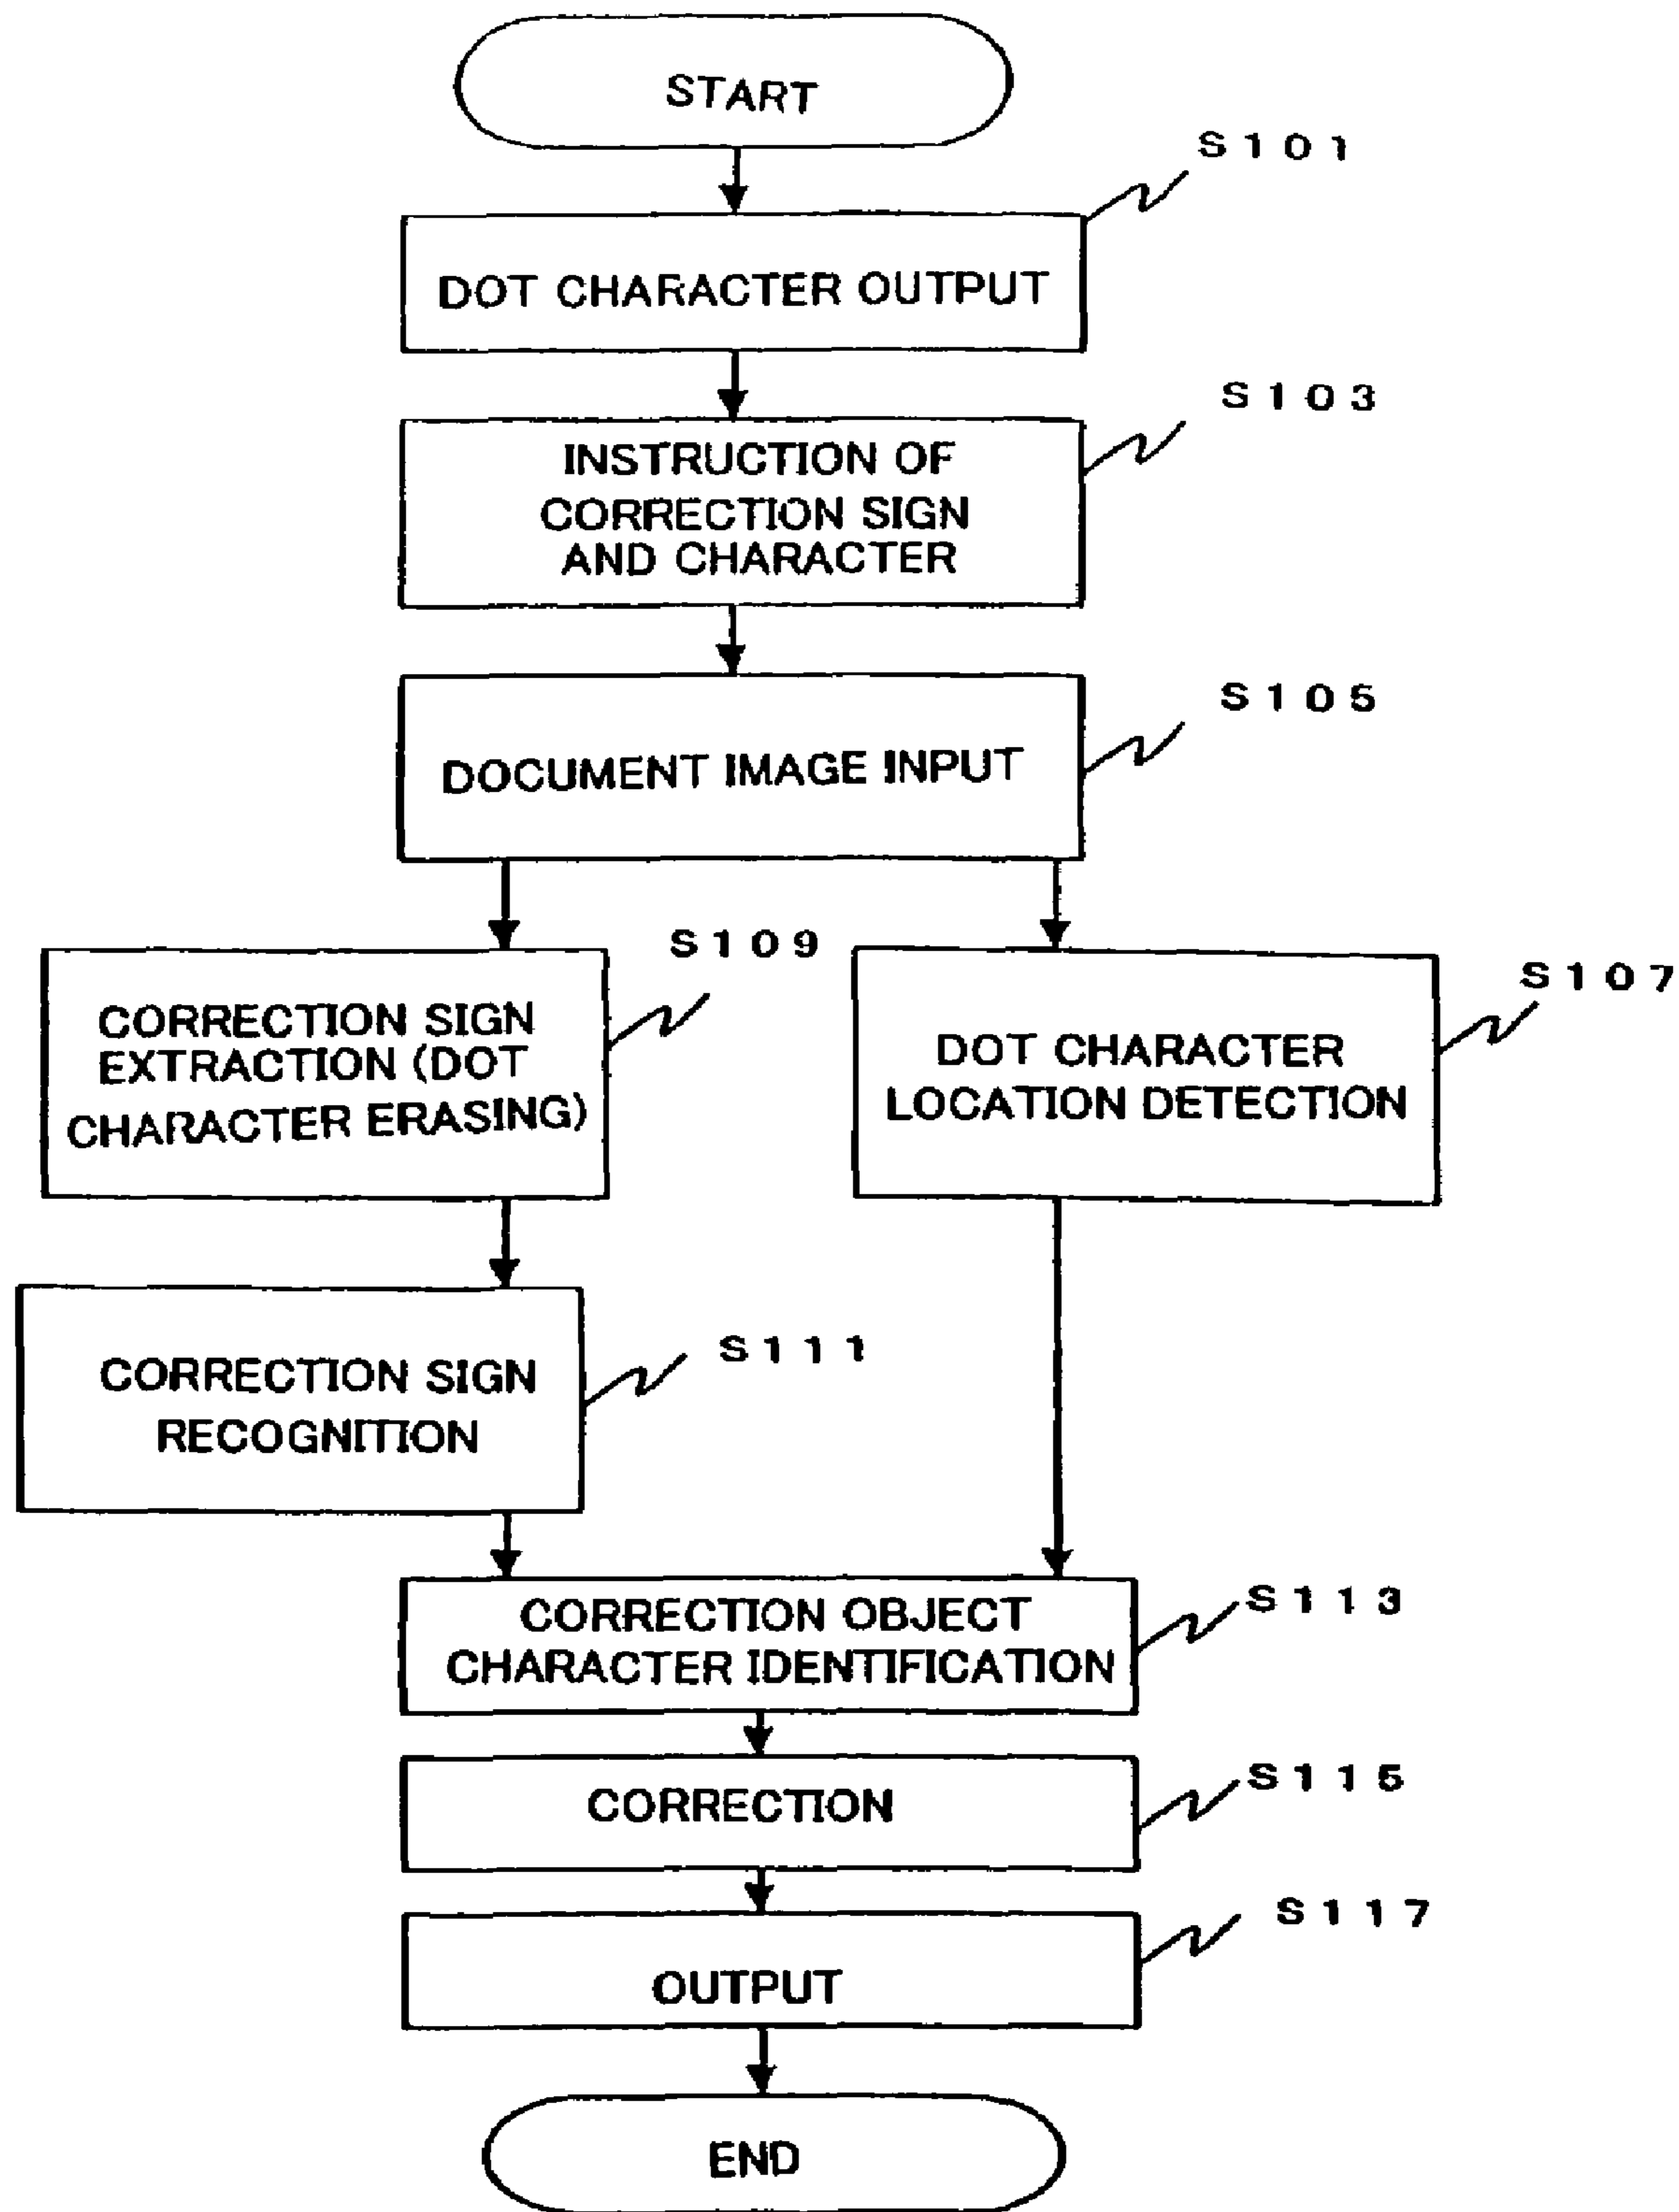 START
S101
DOT CHARACTER OUTPUT
S103
INSTRUCTION OF
CORRECTION SIGN
AND CHARACTER
S105
DOCUMENT IMAGE INPUT
S109
CORRECTION SIGN
EXTRACTION (DOT
CHARACTER ERASING)
S107
DOT CHARACTER
LOCATION DETECTION
S111
CORRECTION SIGN
RECOGNITION
S113
CORRECTION OBJECT
CHARACTER IDENTIFICATION
S115
CORRECTION
S117
OUTPUT
END